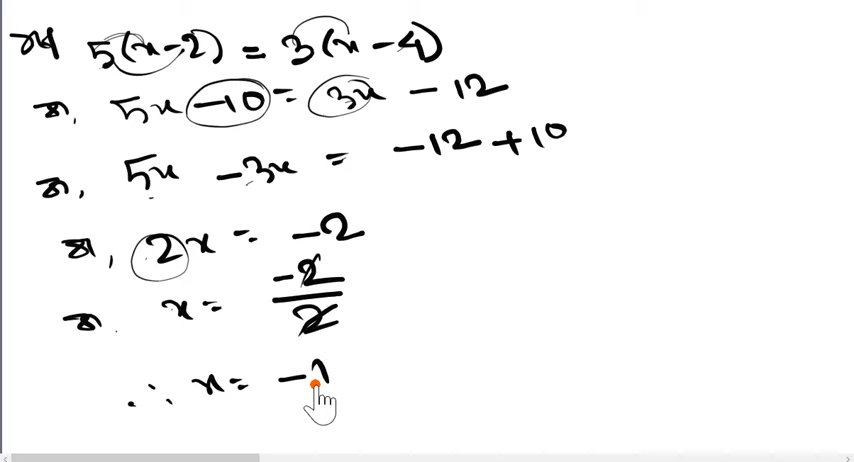 বা 5(x-2) = 3(x-4)
বা, 5x -10 = 3x - 12
বা, 5x -3x = -12 +10
বা, 2x = -2
বা x = -2/2
∴ x = -1